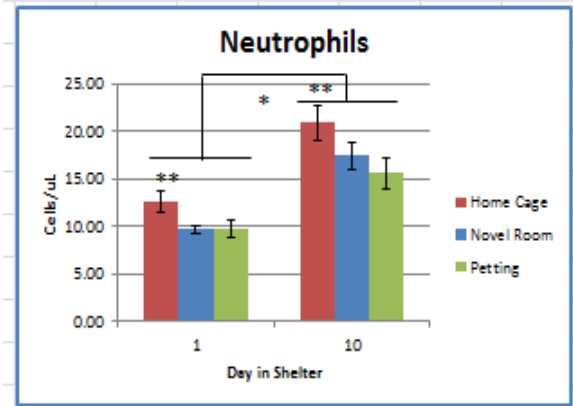 Neutrophils
25.00
20.00
15.00
10.00
5.00
0.00
Cells/uL
**
*
**
1
10
Day in Shelter
Home Cage
Novel Room
Petting